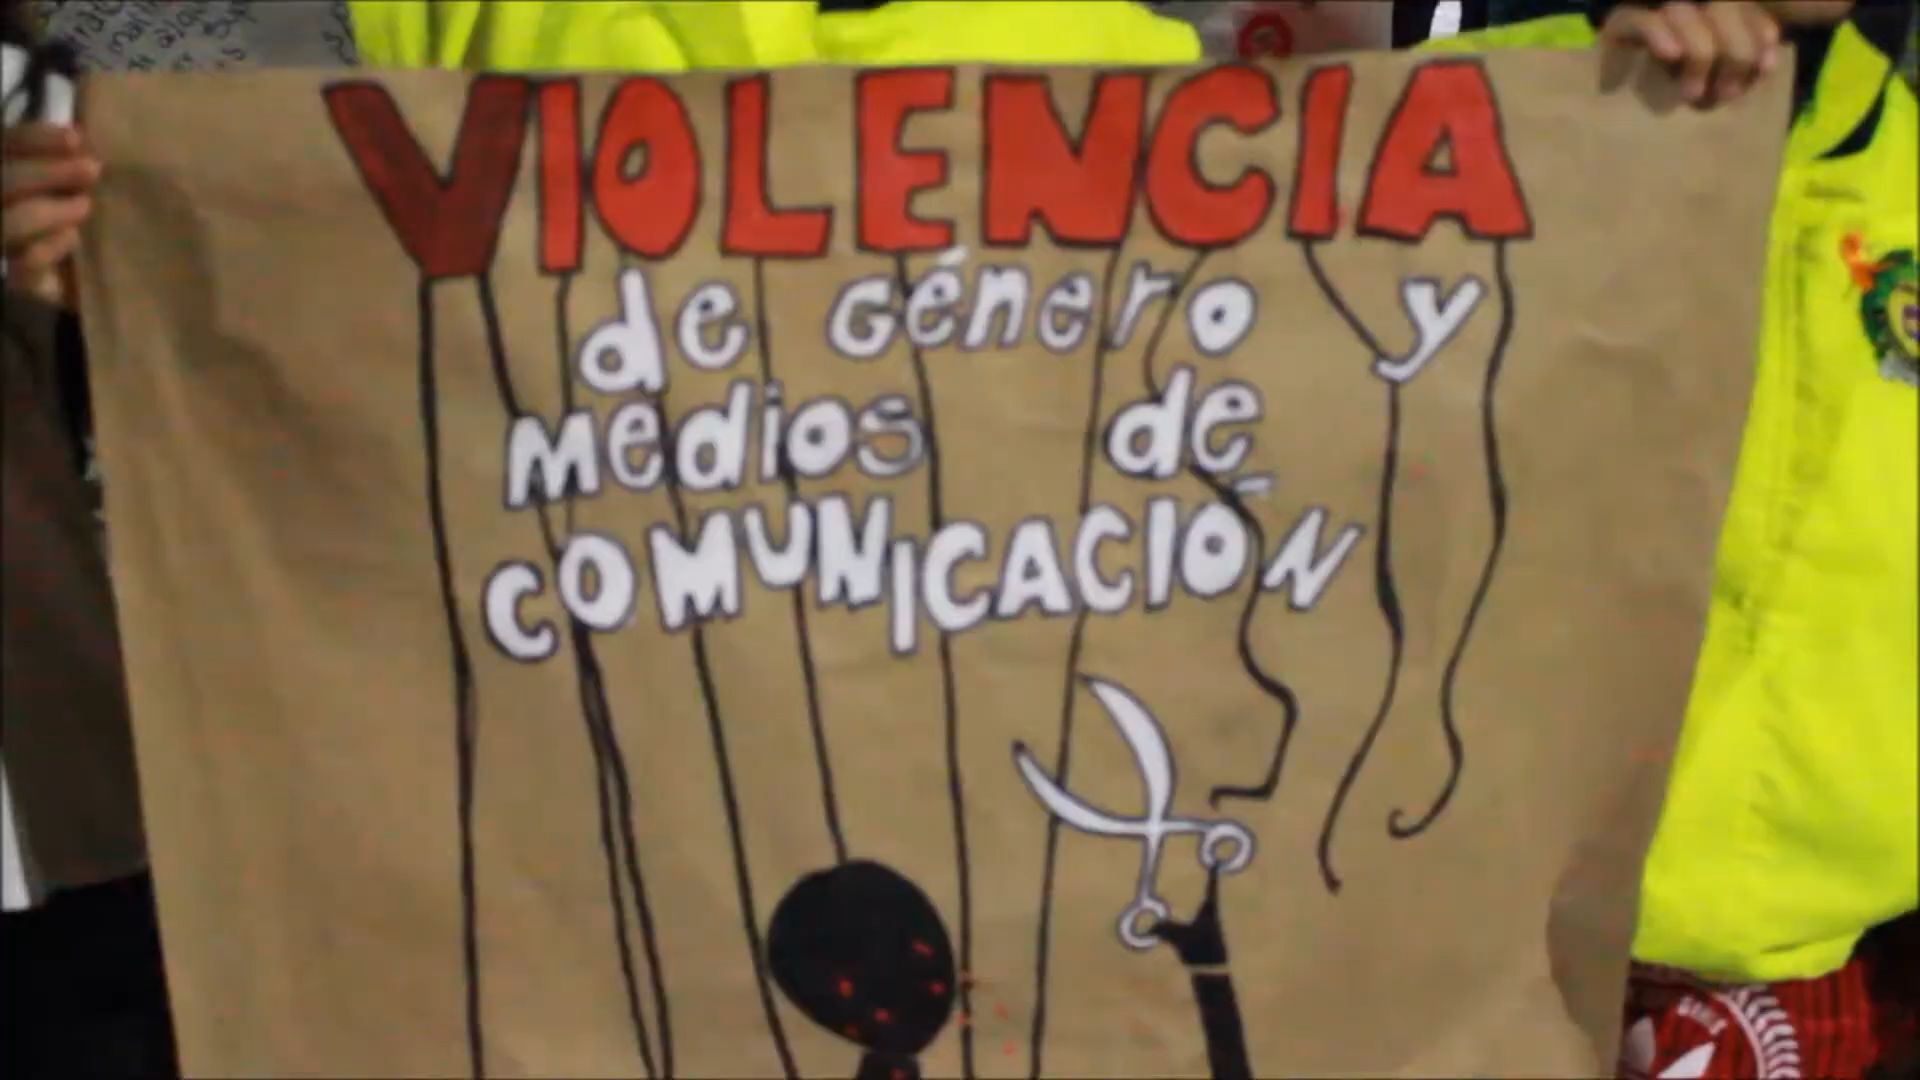 VIOLENCIA
de Género y
medios de
COMUNICACIÓN